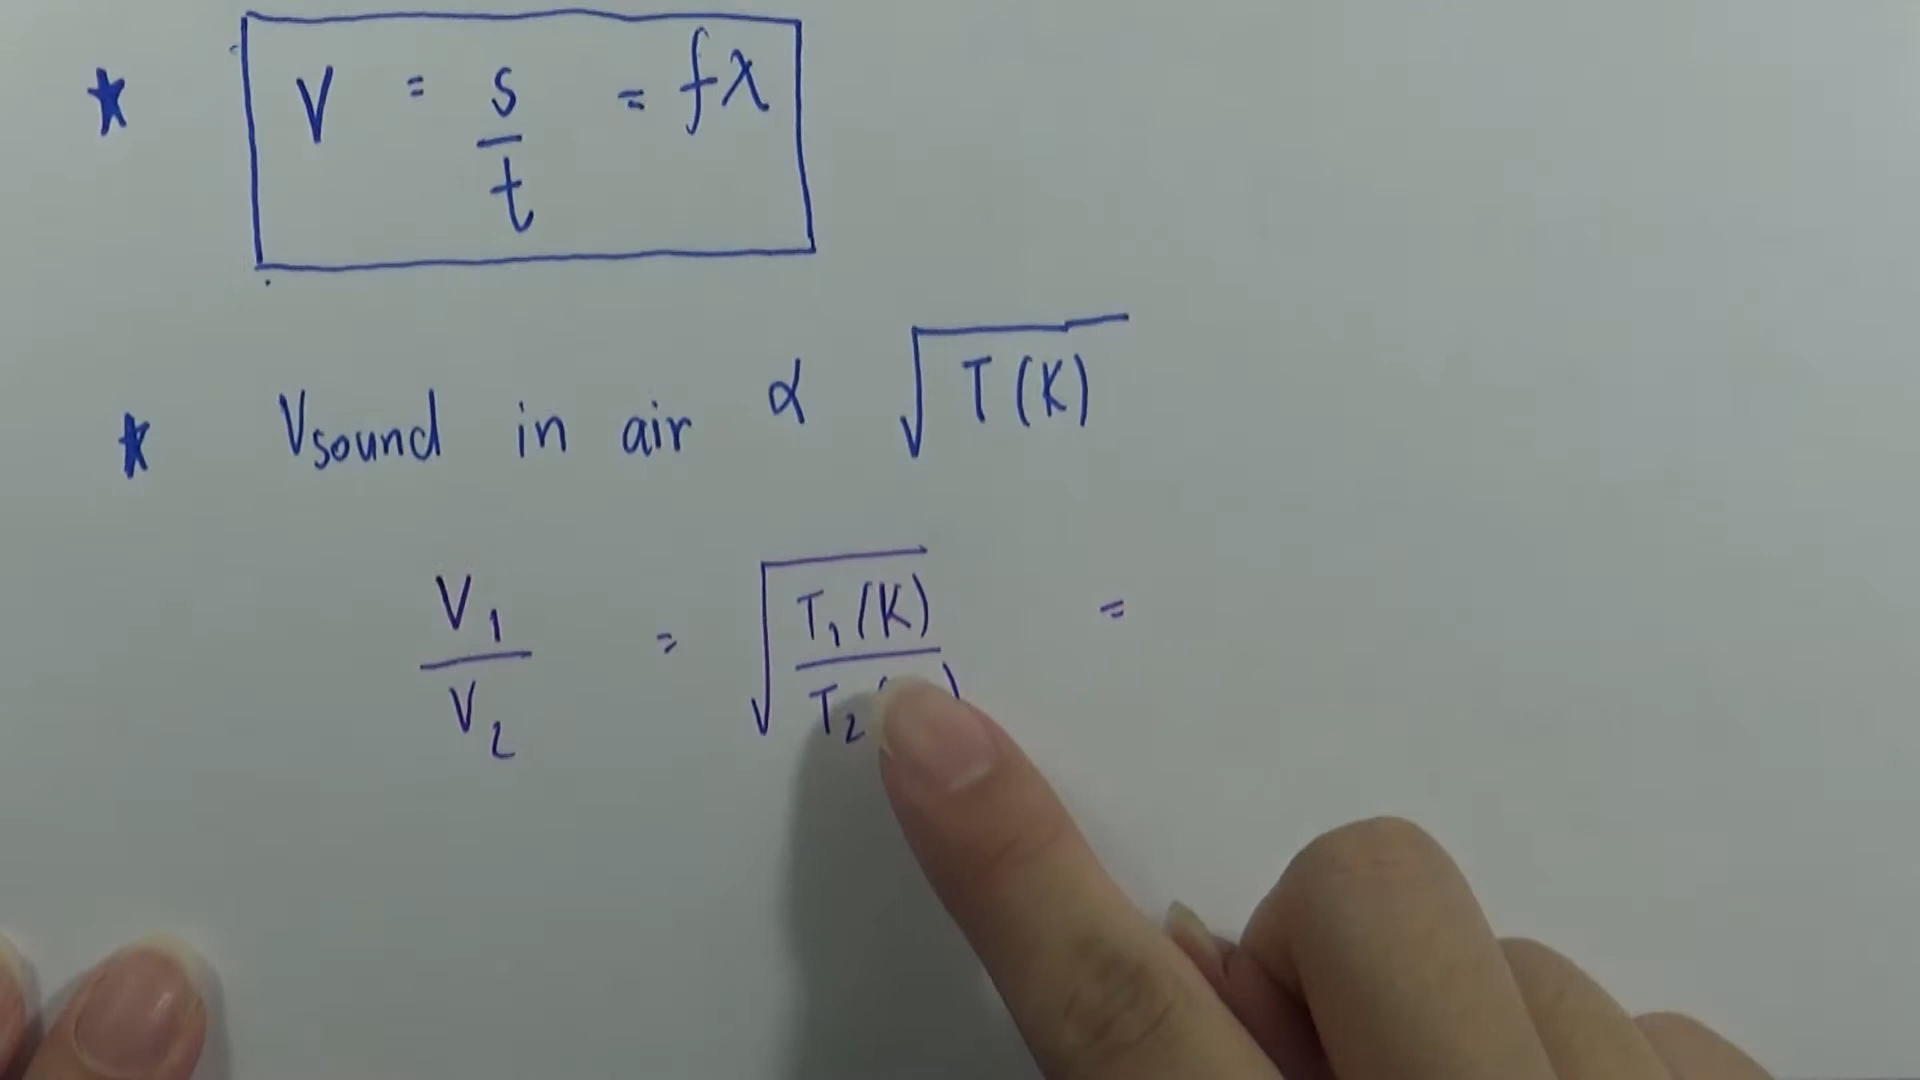 ★ V = s/t = fλ
★ Vsound in air ∝ √T(K)
V₁/V₂ = √(T₁(K)/T₂( )) =